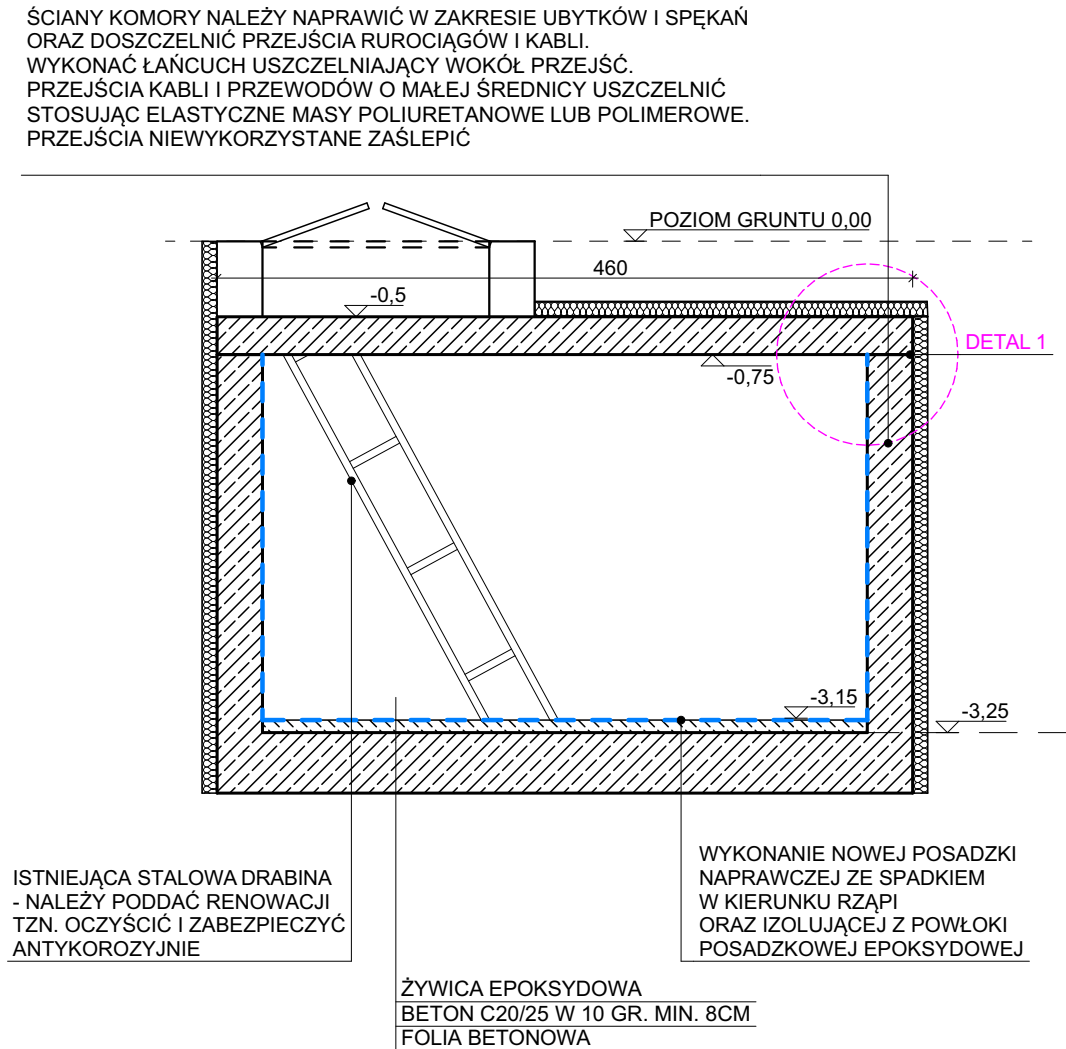 ŚCIANY KOMORY NALEŻY NAPRAWIĆ W ZAKRESIE UBYTKÓW I SPĘKAŃ
ORAZ DOSZCZELNIĆ PRZEJŚCIA RUROCIĄGÓW I KABLI.
WYKONAĆ ŁAŃCUCH USZCZELNIAJĄCY WOKÓŁ PRZEJŚĆ.
PRZEJŚCIA KABLI I PRZEWODÓW O MAŁEJ ŚREDNICY USZCZELNIĆ
STOSUJĄC ELASTYCZNE MASY POLIURETANOWE LUB POLIMEROWE.
PRZEJŚCIA NIEWYKORZYSTANE ZAŚLEPIĆ
POZIOM GRUNTU 0,00
460
-0,5
DETAL 1
-0,75
-3,15
-3,25
ISTNIEJĄCA STALOWA DRABINA
- NALEŻY PODDAĆ RENOWACJI
TZN. OCZYŚCIĆ I ZABEZPIECZYĆ
ANTYKOROZYJNIE
WYKONANIE NOWEJ POSADZKI
NAPRAWCZEJ ZE SPADKIEM
W KIERUNKU RZĄPI
ORAZ IZOLUJĄCEJ Z POWŁOKI
POSADZKOWEJ EPOKSYDOWEJ
ŻYWICA EPOKSYDOWA
BETON C20/25 W 10 GR. MIN. 8CM
FOLIA BETONOWA